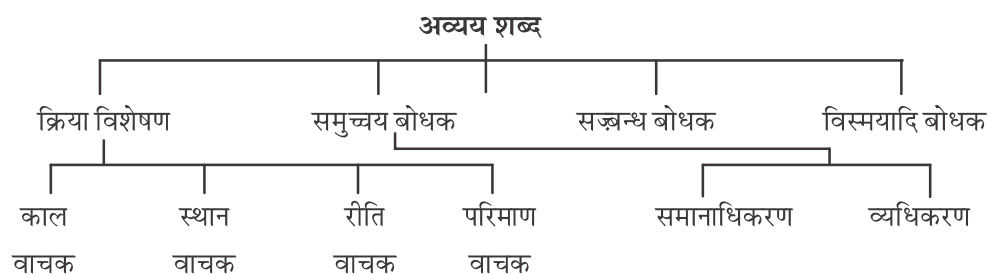 अव्यय शब्द
क्रिया विशेषण समुच्चय बोधक सज़्बन्ध बोधक विस्मयादि बोधक
काल स्थान रीति परिमाण समानाधिकरण व्यधिकरण
वाचक वाचक वाचक वाचक